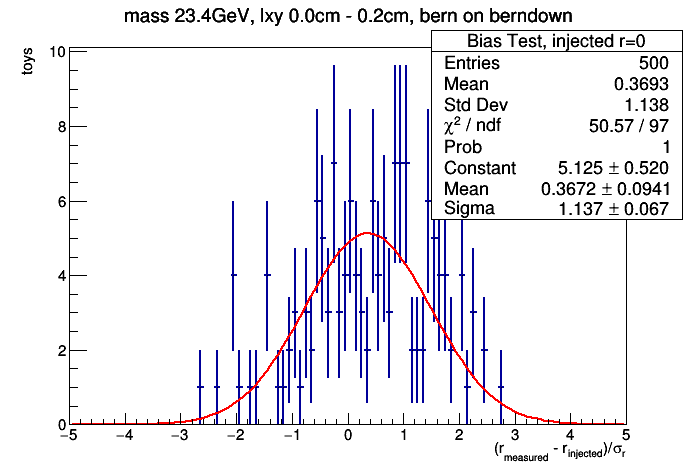 mass 23.4GeV, lxy 0.0cm - 0.2cm, bern on berndown
Bias Test, injected r=0
Entries 500
Mean 0.3693
Std Dev 1.138
χ² / ndf 50.57 / 97
Prob 1
Constant 5.125 ± 0.520
Mean 0.3672 ± 0.0941
Sigma 1.137 ± 0.067
toys
10
8
6
4
2
0
−5 −4 −3 −2 −1 0 1 2 3 4 5
(r_measured - r_injected)/σ_r